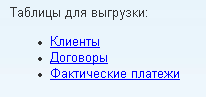 Таблицы для выгрузки:
Клиенты
Договоры
Фактические платежи